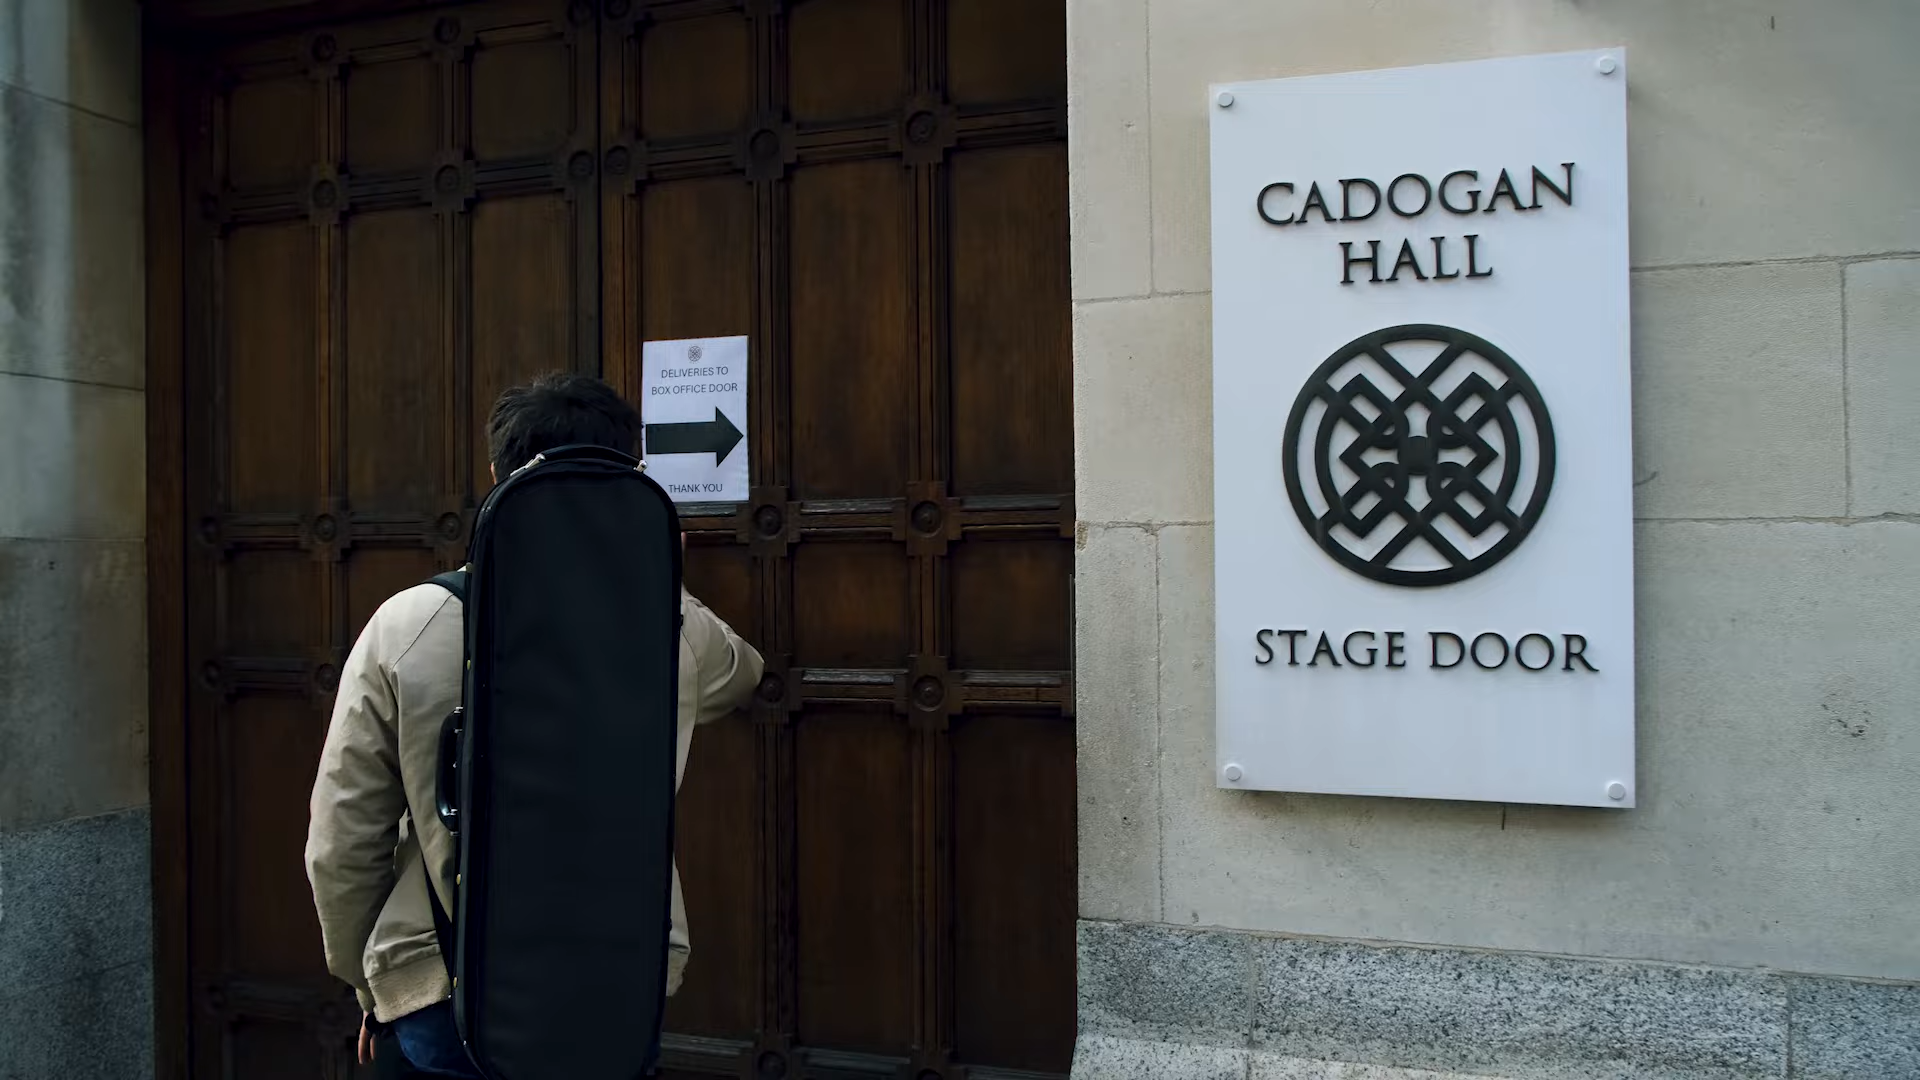 DELIVERIES TO
BOX OFFICE DOOR
THANK YOU
CADOGAN
HALL
STAGE DOOR